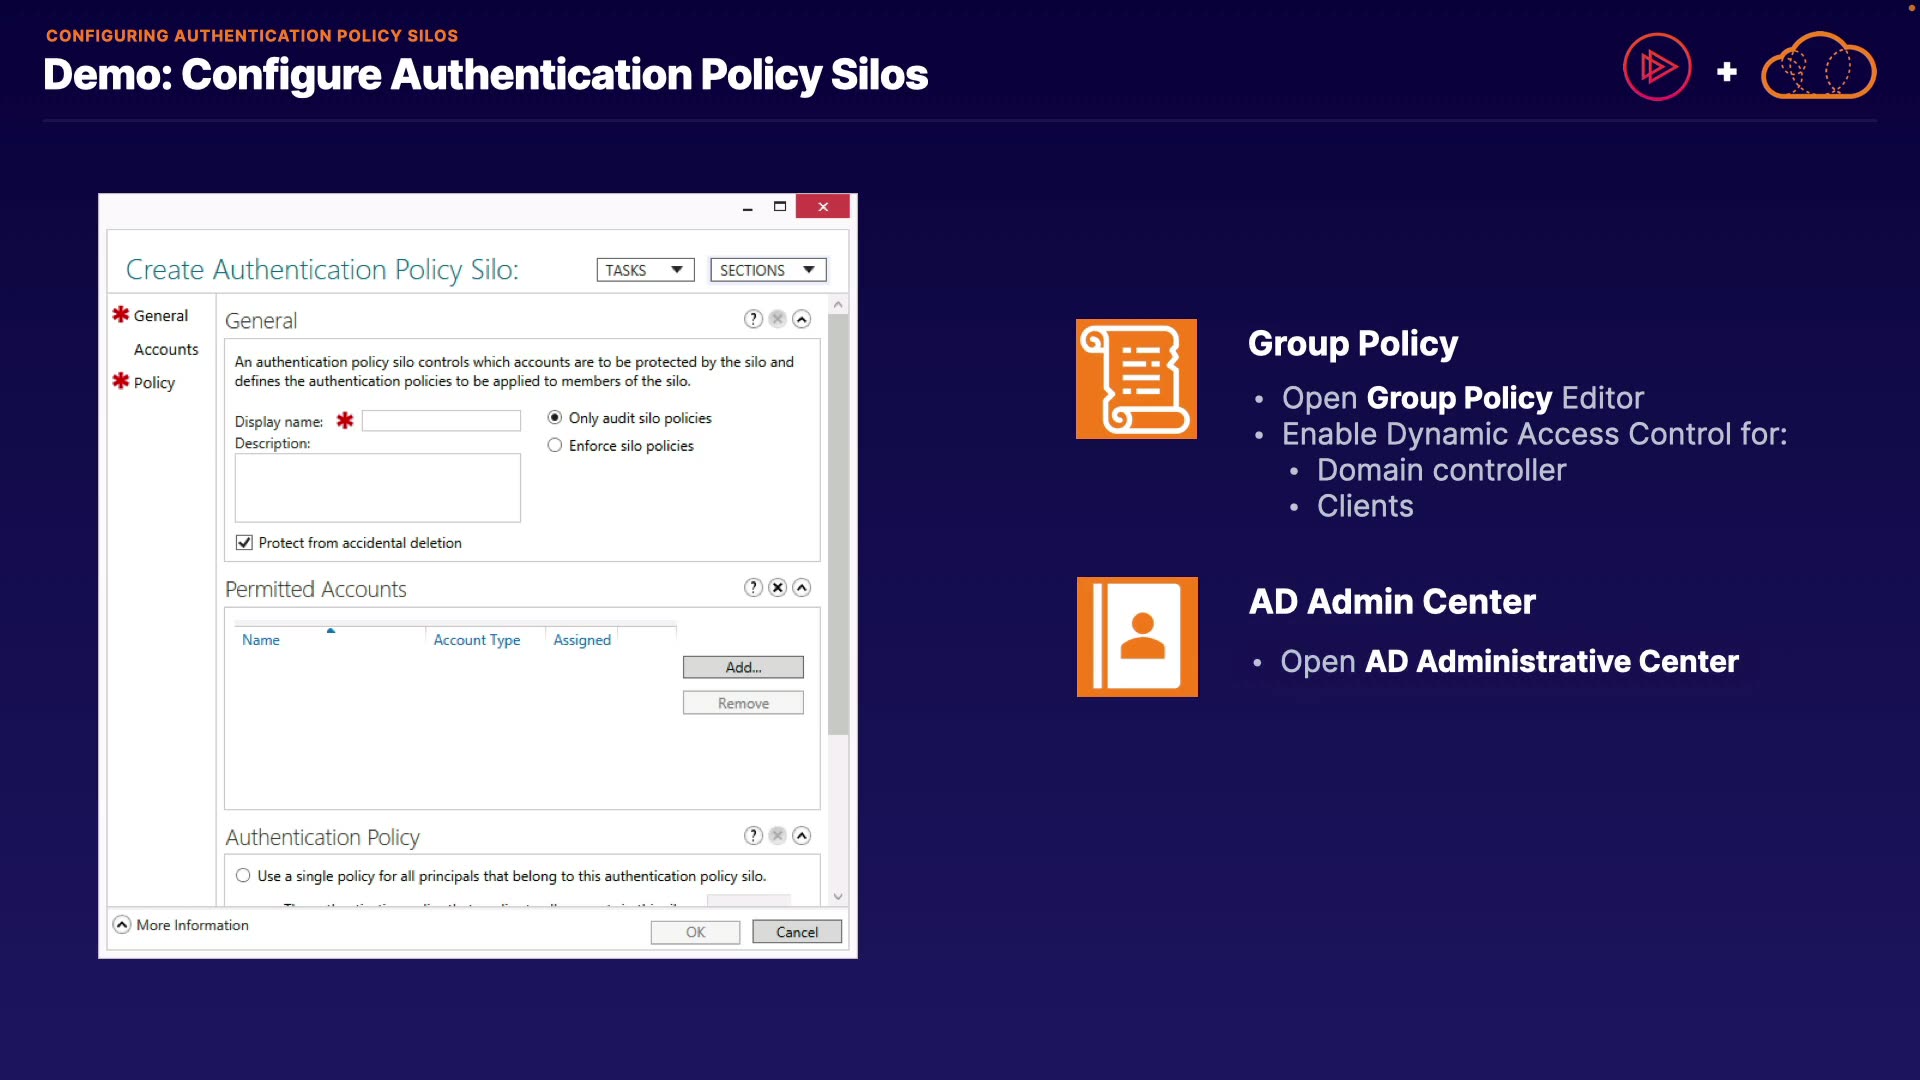 CONFIGURING AUTHENTICATION POLICY SILOS
Demo: Configure Authentication Policy Silos
+
Create Authentication Policy Silo:
TASKS
SECTIONS
General
Accounts
Policy
General
An authentication policy silo controls which accounts are to be protected by the silo and
defines the authentication policies to be applied to members of the silo.
Display name:
Only audit silo policies
Description:
Enforce silo policies
Protect from accidental deletion
Permitted Accounts
Name
Account Type
Assigned
Add...
Remove
Authentication Policy
Use a single policy for all principals that belong to this authentication policy silo.
More Information
OK
Cancel
Group Policy
• Open Group Policy Editor
• Enable Dynamic Access Control for:
• Domain controller
• Clients
AD Admin Center
• Open AD Administrative Center